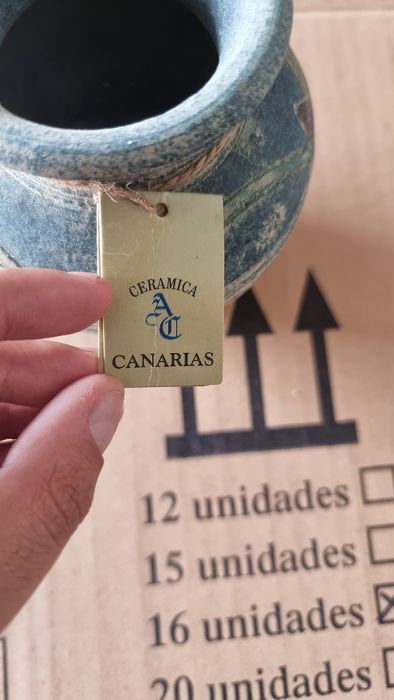 CERAMICA
AC
CANARIAS
12 unidades
15 unidades
16 unidades
20 unidades